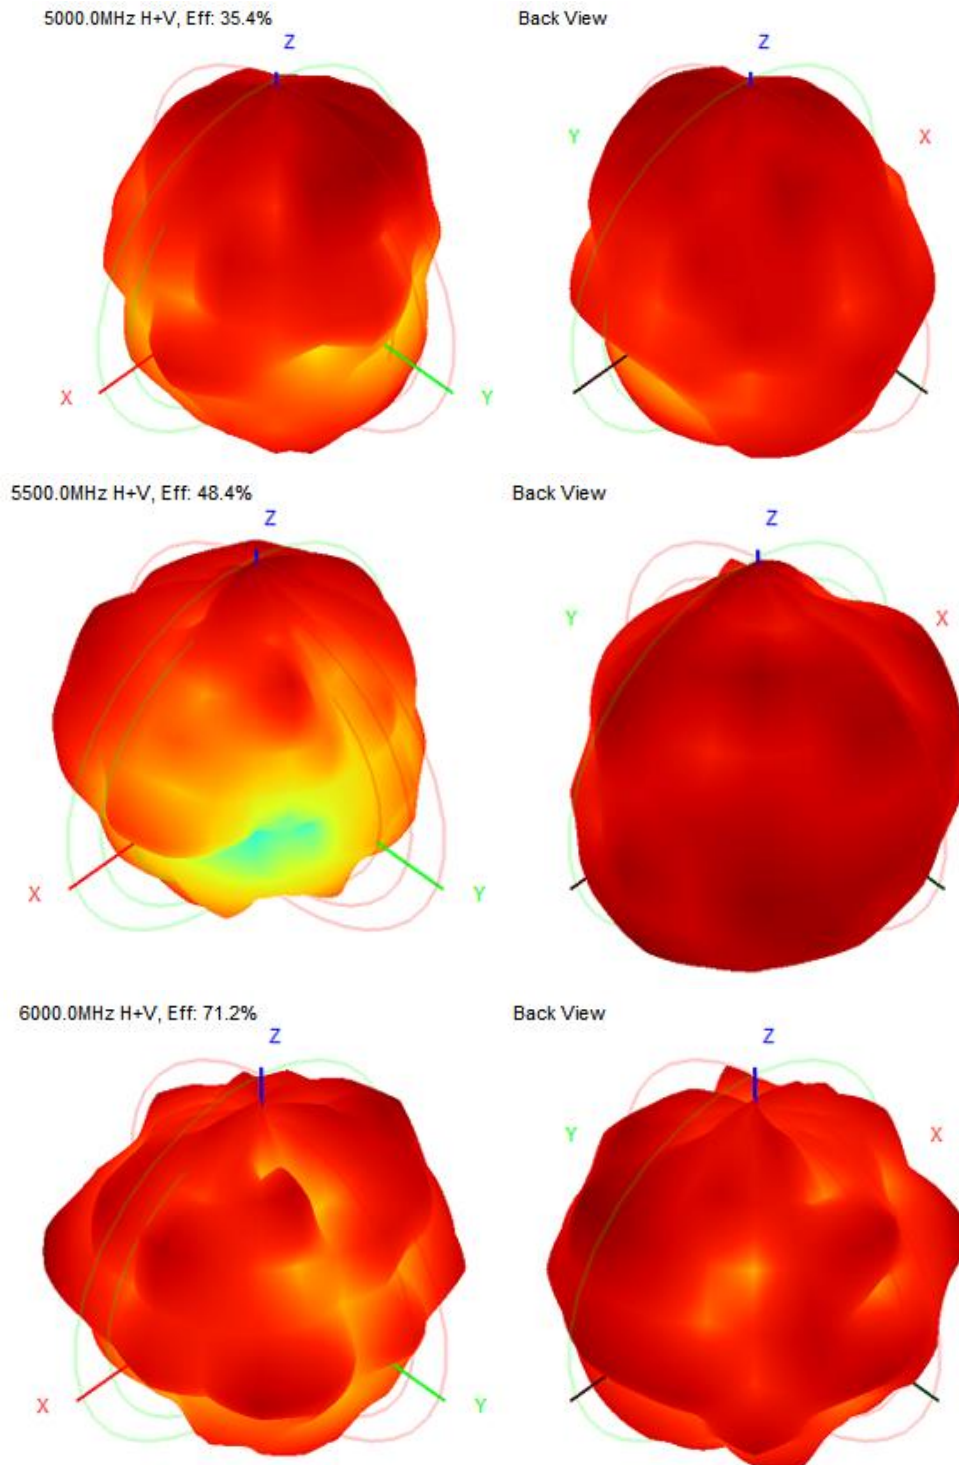 5000.0MHz H+V, Eff: 35.4%
Back View
Z
Z
Y
X
X
Y
5500.0MHz H+V, Eff: 48.4%
Back View
Z
Z
Y
X
X
Y
6000.0MHz H+V, Eff: 71.2%
Back View
Z
Z
Y
X
X
Y